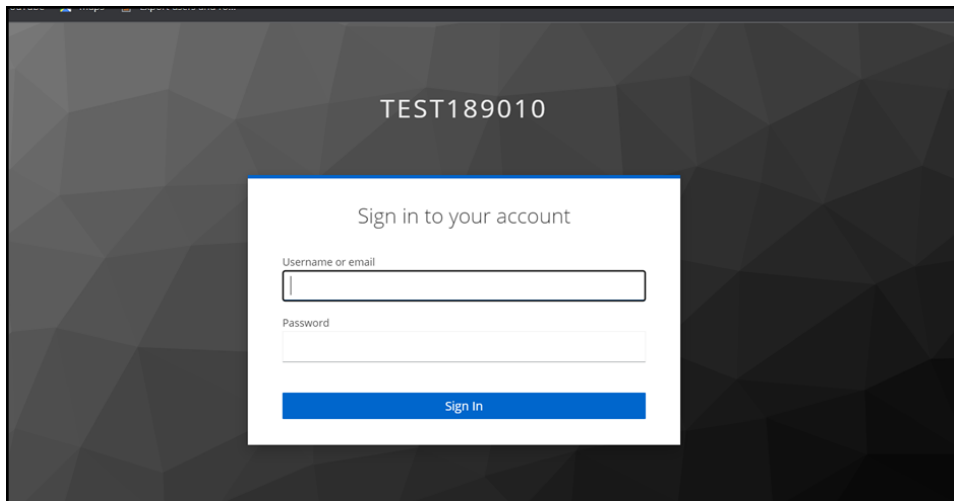 TEST189010
Sign in to your account
Username or email
Password
Sign In